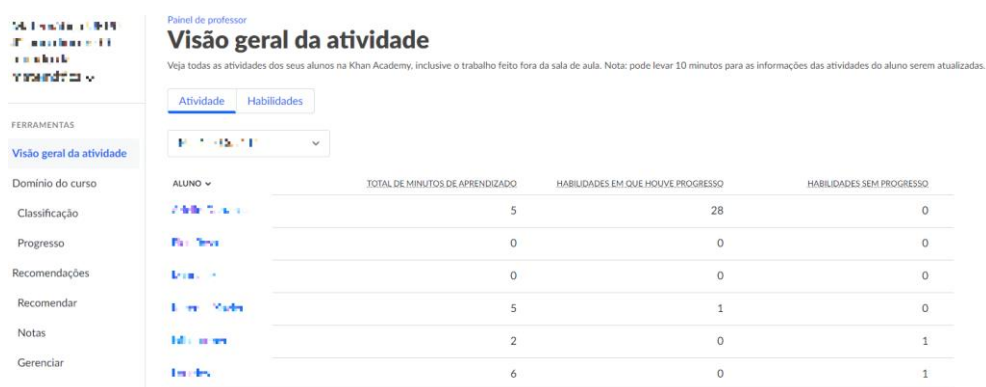 Painel de professor
Visão geral da atividade
Veja todas as atividades dos seus alunos na Khan Academy, inclusive o trabalho feito fora da sala de aula. Nota: pode levar 10 minutos para as informações das atividades do aluno serem atualizadas.
Atividade Habilidades
FERRAMENTAS
Visão geral da atividade
Domínio do curso
Classificação
Progresso
Recomendações
Recomendar
Notas
Gerenciar
ALUNO TOTAL DE MINUTOS DE APRENDIZADO HABILIDADES EM QUE HOUVE PROGRESSO HABILIDADES SEM PROGRESSO
5 28 0
0 0 0
0 0 0
5 1 0
2 0 1
6 0 1